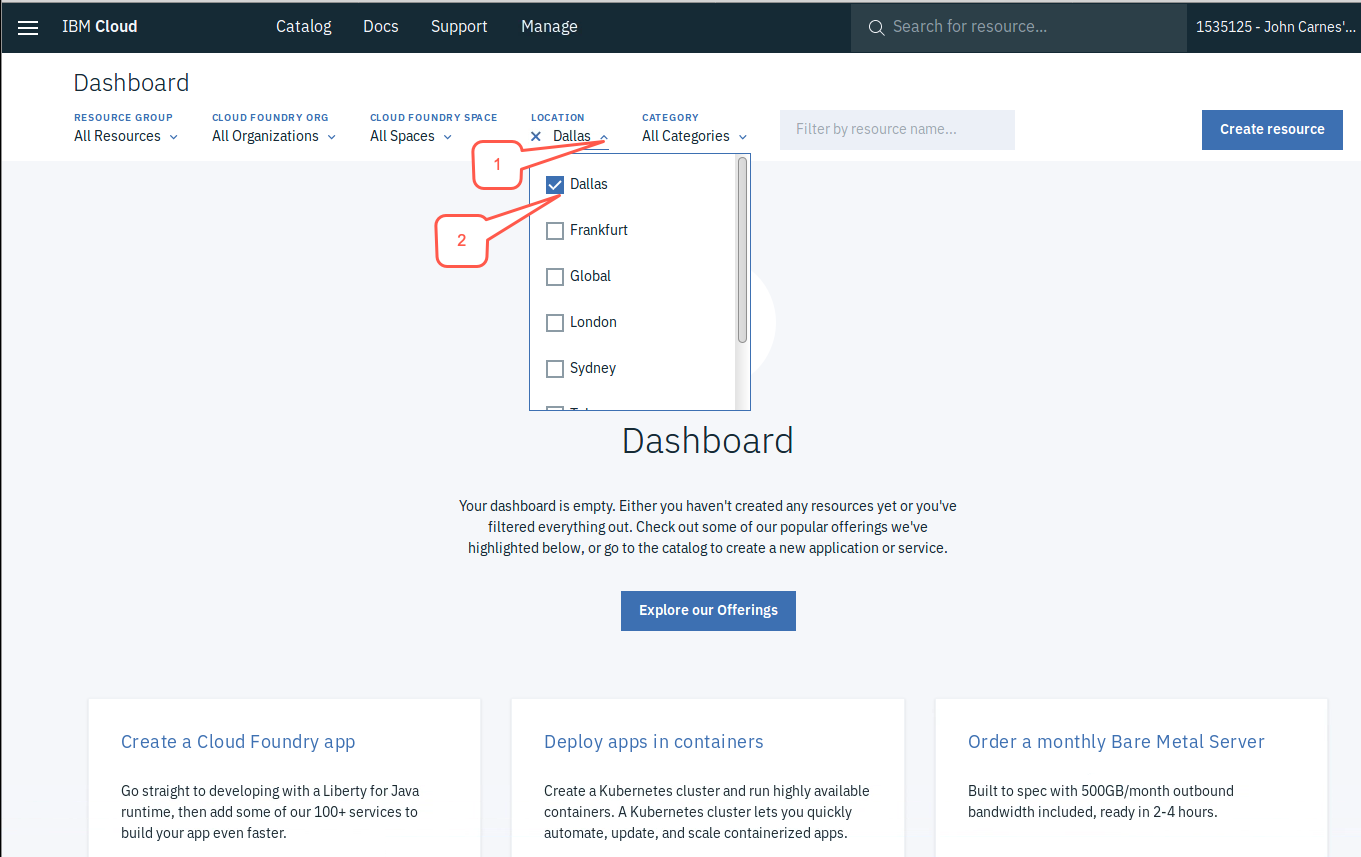 IBM Cloud
Catalog
Docs
Support
Manage
Search for resource...
1535125 - John Carnes'...
Dashboard
RESOURCE GROUP
All Resources
CLOUD FOUNDRY ORG
All Organizations
CLOUD FOUNDRY SPACE
All Spaces
LOCATION
Dallas
CATEGORY
All Categories
Filter by resource name...
Create resource
1
2
Dallas
Frankfurt
Global
London
Sydney
Dashboard
Your dashboard is empty. Either you haven't created any resources yet or you've
filtered everything out. Check out some of our popular offerings we've
highlighted below, or go to the catalog to create a new application or service.
Explore our Offerings
Create a Cloud Foundry app
Go straight to developing with a Liberty for Java
runtime, then add some of our 100+ services to
build your app even faster.
Deploy apps in containers
Create a Kubernetes cluster and run highly available
containers. A Kubernetes cluster lets you quickly
automate, update, and scale containerized apps.
Order a monthly Bare Metal Server
Built to spec with 500GB/month outbound
bandwidth included, ready in 2-4 hours.